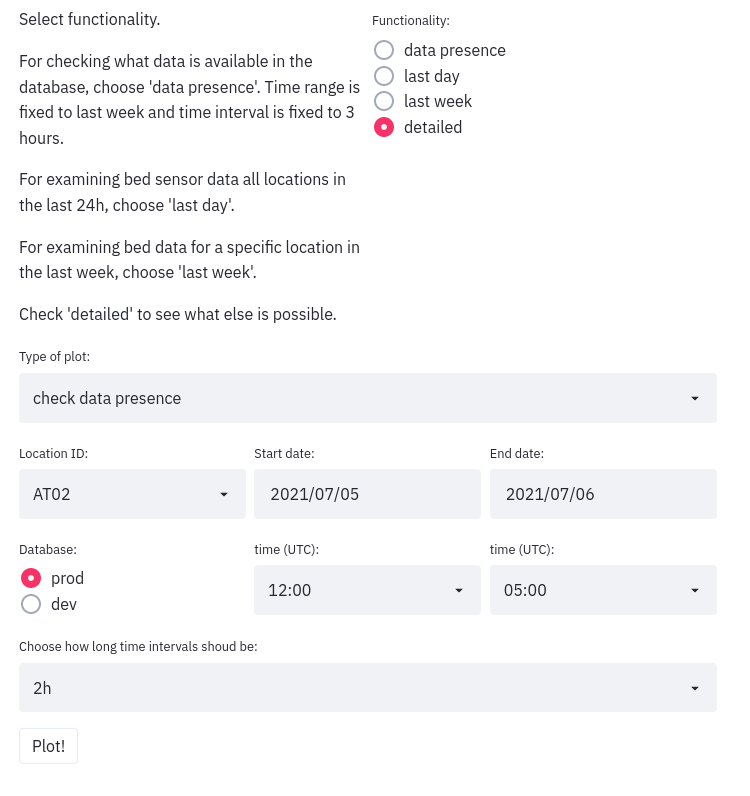 Select functionality.
For checking what data is available in the
database, choose 'data presence'. Time range is
fixed to last week and time interval is fixed to 3
hours.
For examining bed sensor data all locations in
the last 24h, choose 'last day'.
For examining bed data for a specific location in
the last week, choose 'last week'.
Check 'detailed' to see what else is possible.
Functionality:
data presence
last day
last week
detailed
Type of plot:
check data presence
Location ID:
AT02
Start date:
2021/07/05
End date:
2021/07/06
Database:
prod
dev
time (UTC):
12:00
time (UTC):
05:00
Choose how long time intervals shoud be:
2h
Plot!